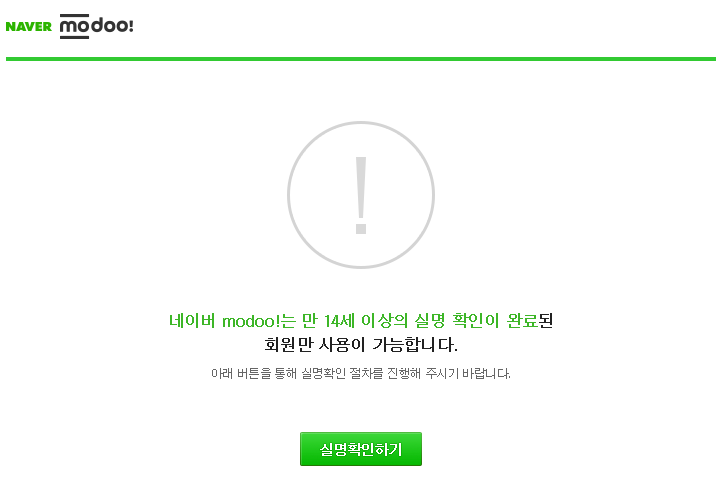 NAVER modoo!
네이버 modoo!는 만 14세 이상의 실명 확인이 완료된
회원만 사용이 가능합니다.
아래 버튼을 통해 실명확인 절차를 진행해 주시기 바랍니다.
실명확인하기